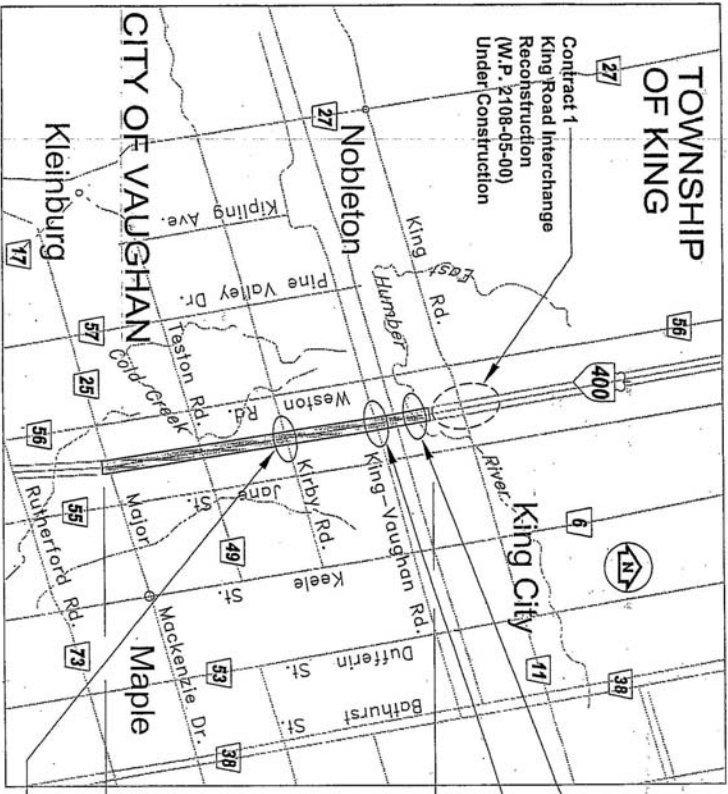 TOWNSHIP
OF KING
27
Contract 1
King Road Interchange
Reconstruction
(W.P. 2108-05-00)
Under Construction
56
400
6
N
King City
11
38
King Rd.
East
Humber
River
Nobleton
27
King-Vaughan Rd.
Kipling Ave.
Pine Valley Dr.
Weston Rd.
Kirby Rd.
Jane St.
Keele St.
Dufferin St.
Bathurst St.
CITY OF VAUGHAN
Teston Rd.
49
Cold Creek
Kleinburg
17
57
25
56
Major Mackenzie Dr.
55
Rutherford Rd.
73
Maple
53
38